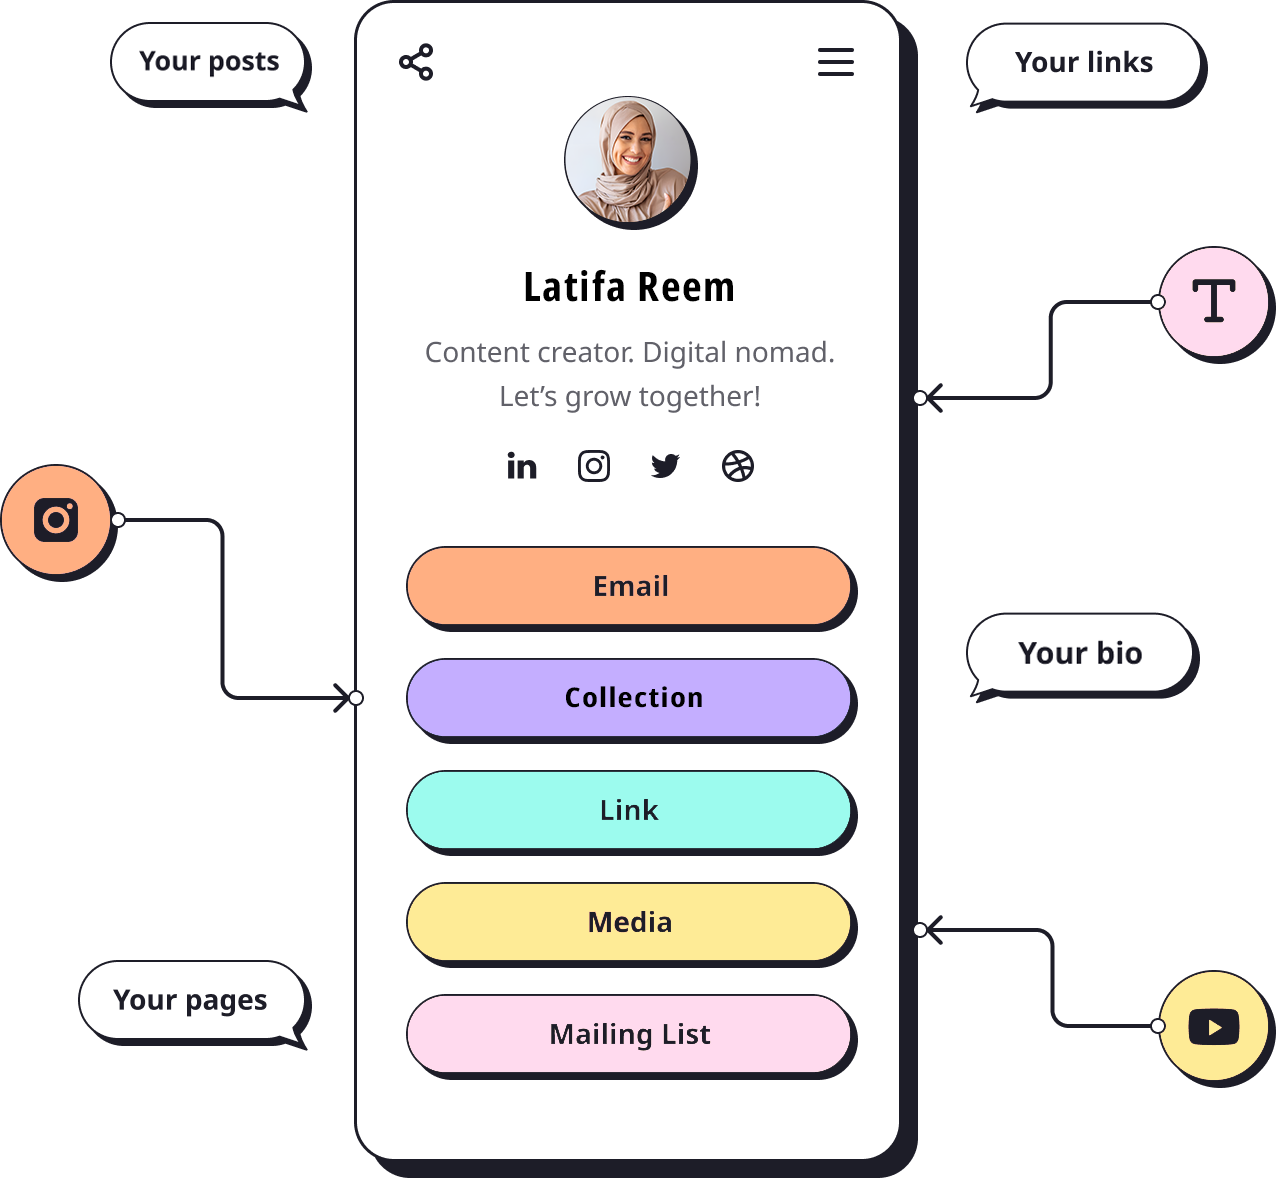 Your posts
Your links
Latifa Reem
Content creator. Digital nomad.
Let’s grow together!
Email
Collection
Your bio
Link
Media
Your pages
Mailing List